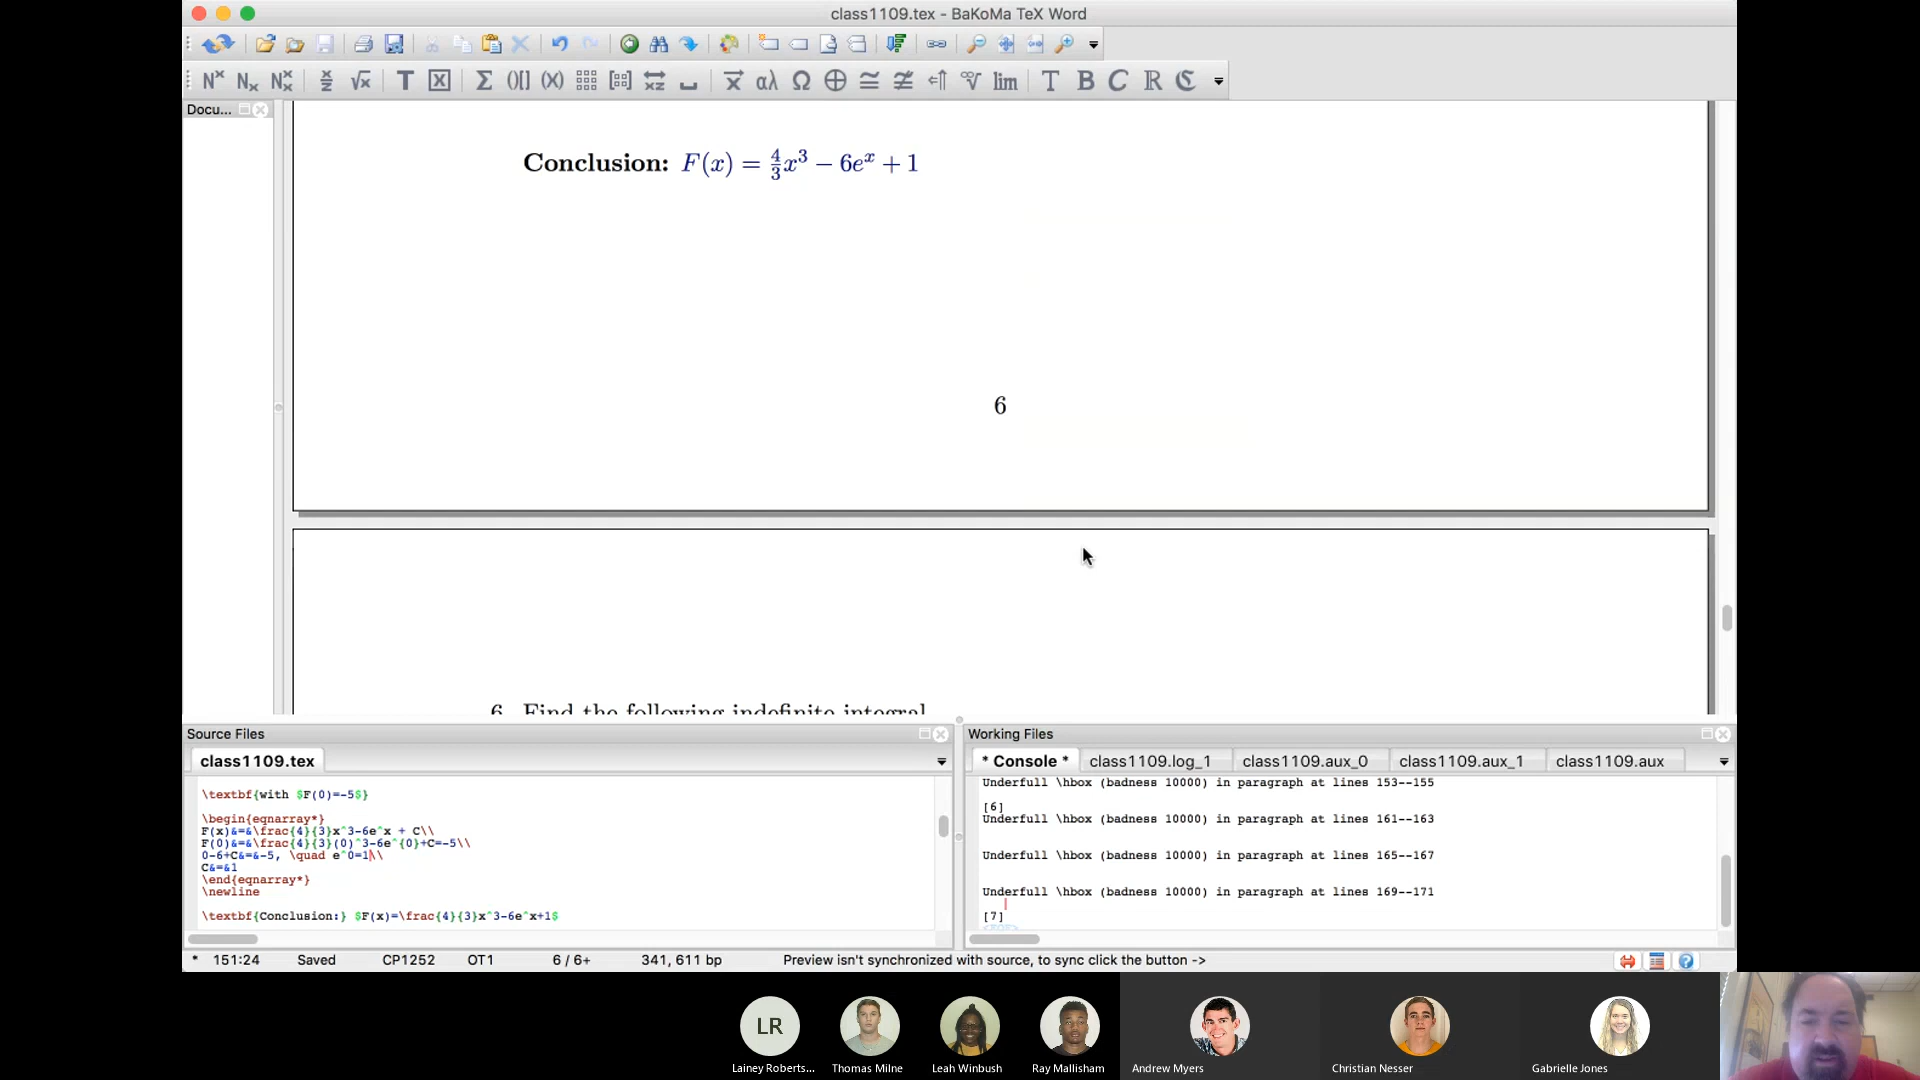 class1109.tex - BaKoMa TeX Word
Docu...
Conclusion: F(x) = 4/3 x³ − 6eˣ + 1
6
6. Find the following indefinite integral
Source Files
class1109.tex
\textbf{with $F(0)=-5$}
\begin{eqnarray*}
F(x)&=&\frac{4}{3}x^3-6e^x + C\\
F(0)&=&\frac{4}{3}(0)^3-6e^{0}+C=-5\\
0-6+C&=&-5, \quad e^0=1\\
C&=&1
\end{eqnarray*}
\newline
\textbf{Conclusion:} $F(x)=\frac{4}{3}x^3-6e^x+1$
Working Files
* Console * class1109.log_1 class1109.aux_0 class1109.aux_1 class1109.aux
Underfull \hbox (badness 10000) in paragraph at lines 153--155
[6]
Underfull \hbox (badness 10000) in paragraph at lines 161--163
Underfull \hbox (badness 10000) in paragraph at lines 165--167
Underfull \hbox (badness 10000) in paragraph at lines 169--171
[7]
* 151:24 Saved CP1252 OT1 6 / 6+ 341, 611 bp Preview isn't synchronized with source, to sync click the button ->
LR
Lainey Roberts... Thomas Milne Leah Winbush Ray Mallisham Andrew Myers Christian Nesser Gabrielle Jones